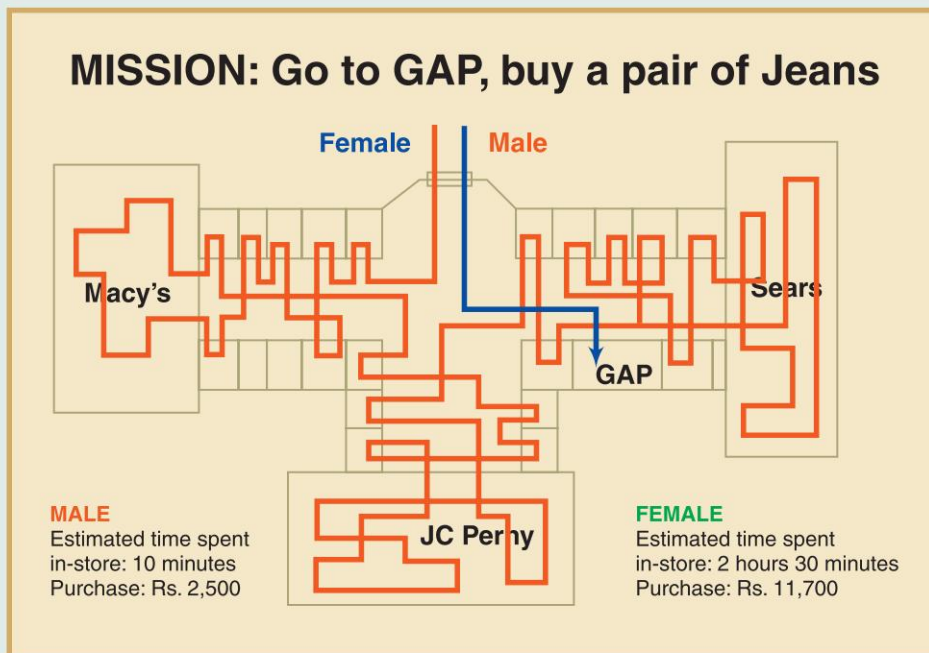 MISSION: Go to GAP, buy a pair of Jeans
Female
Male
Macy's
Sears
GAP
JC Perny
MALE
Estimated time spent
in-store: 10 minutes
Purchase: Rs. 2,500
FEMALE
Estimated time spent
in-store: 2 hours 30 minutes
Purchase: Rs. 11,700